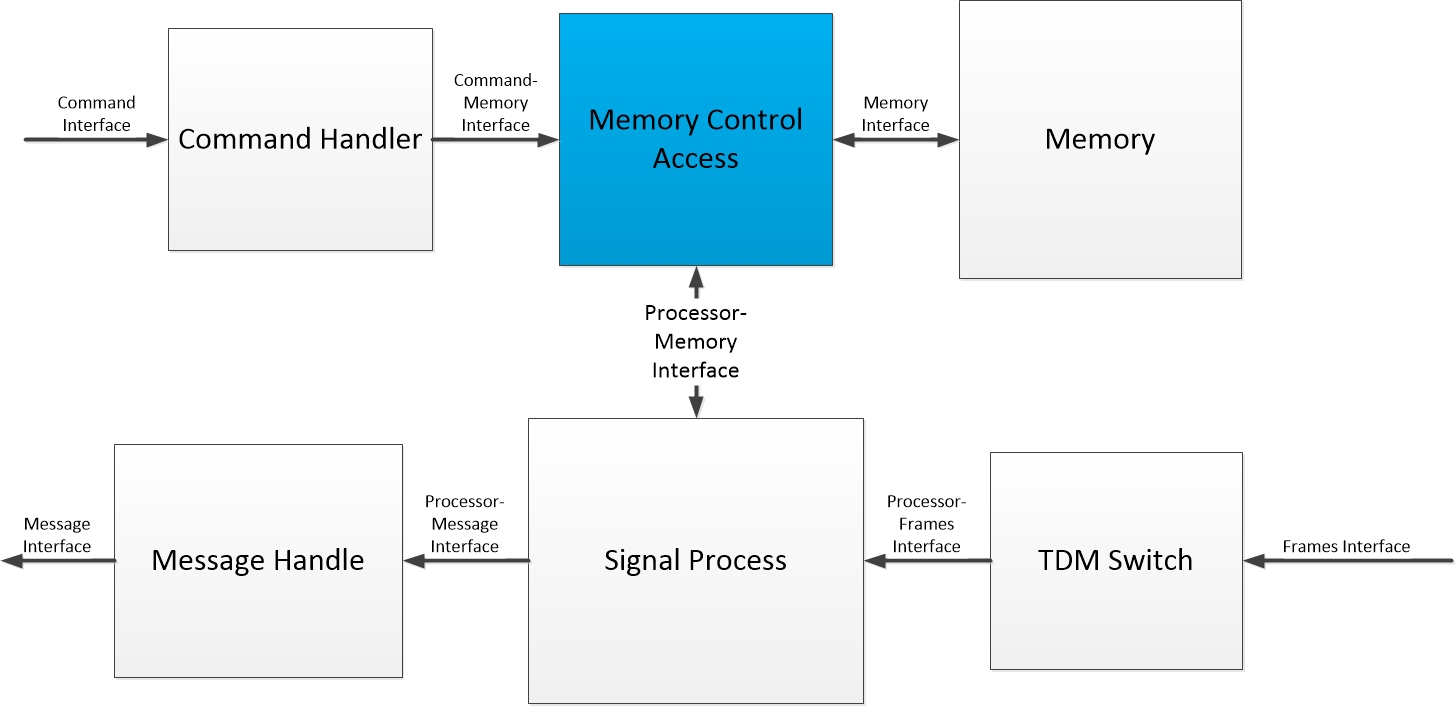 Command
Interface
Command Handler
Command-
Memory
Interface
Memory Control
Access
Memory
Interface
Memory
Processor-
Memory
Interface
Message
Interface
Message Handle
Processor-
Message
Interface
Signal Process
Processor-
Frames
Interface
TDM Switch
Frames Interface